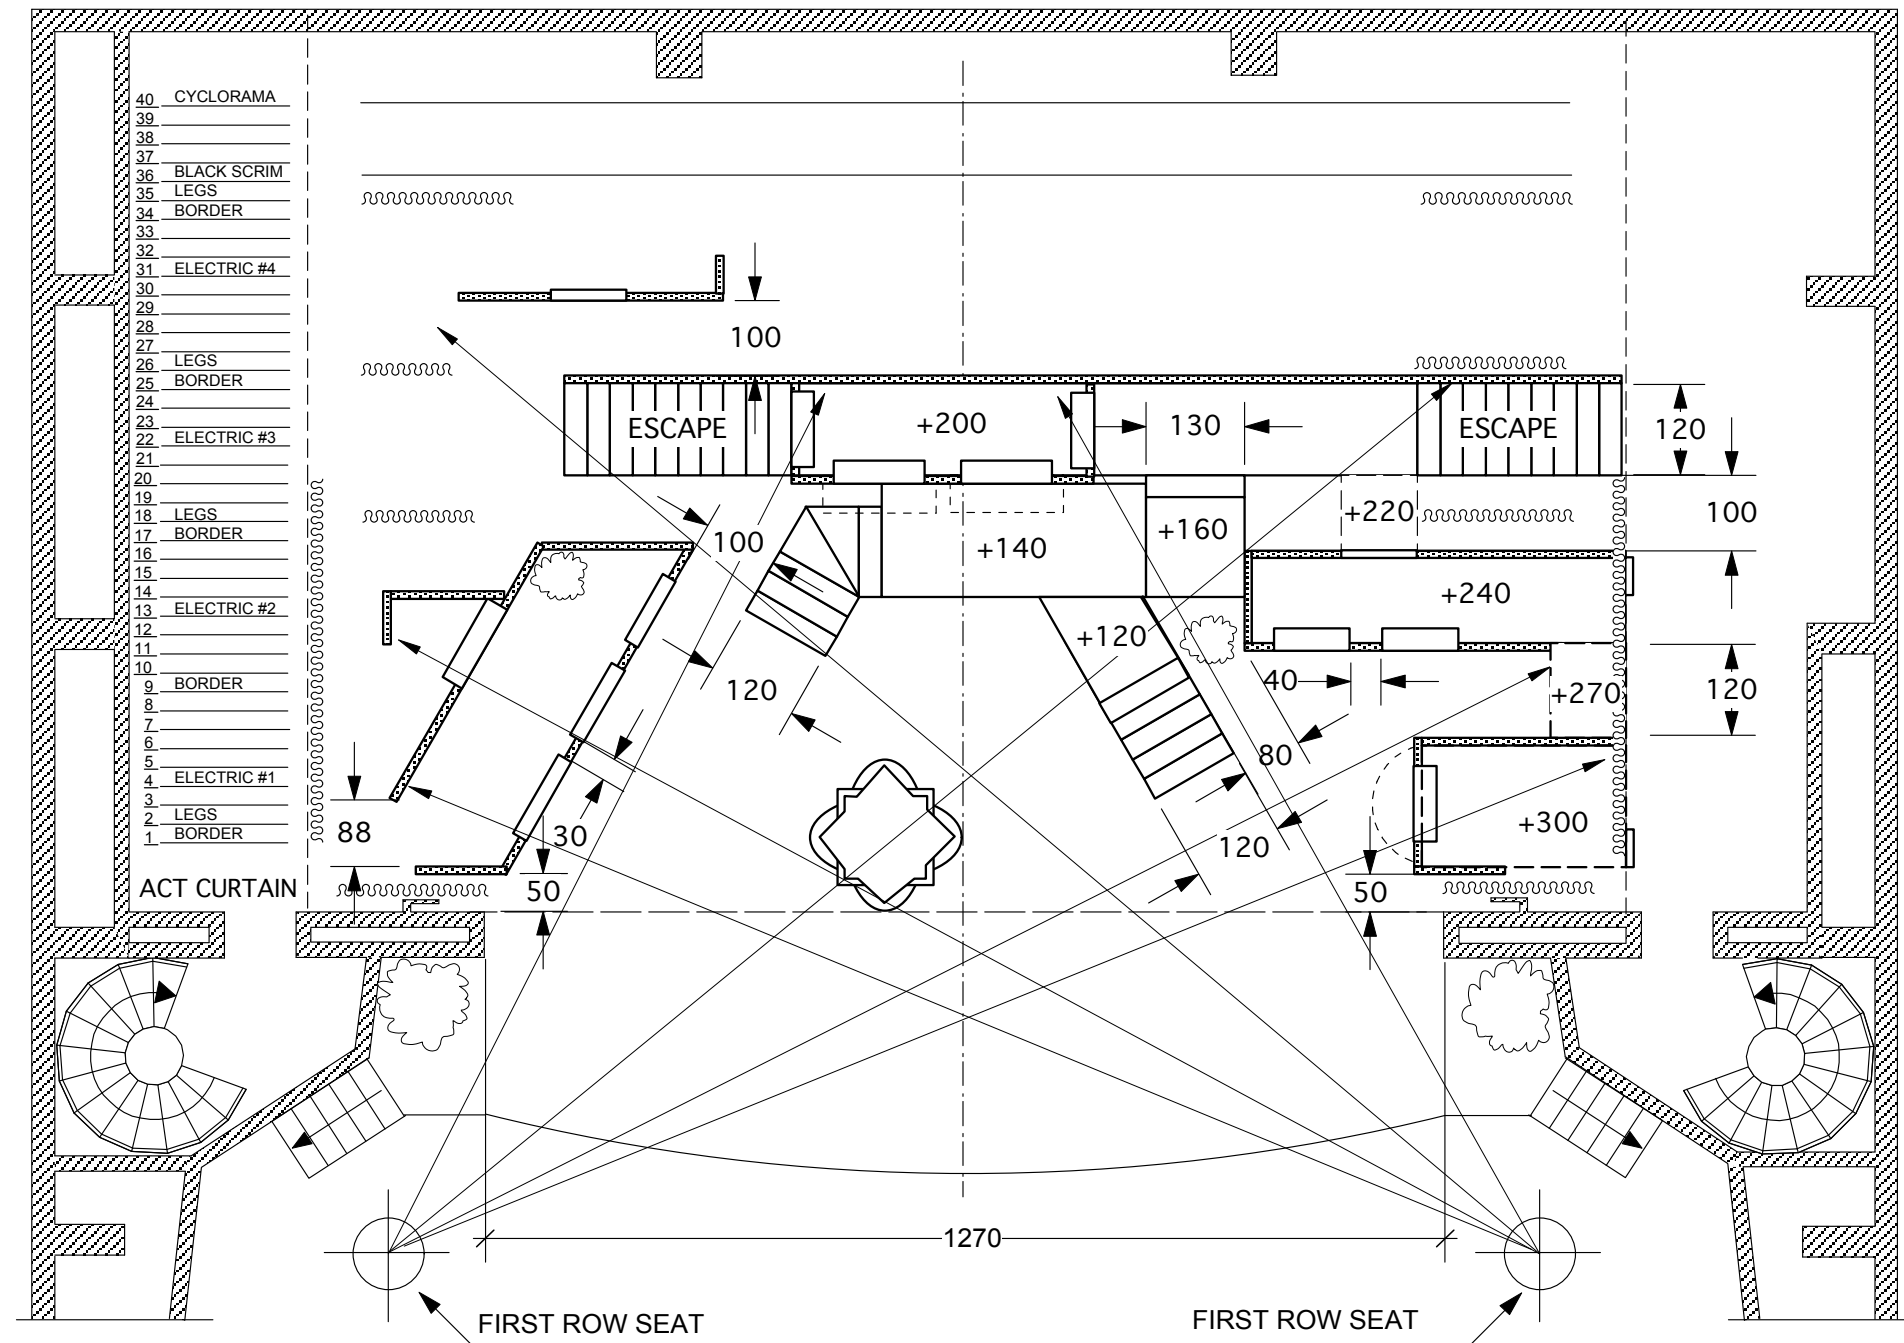 40 CYCLORAMA
39
38
37
36 BLACK SCRIM
35 LEGS
34 BORDER
33
32
31 ELECTRIC #4
30
29
28
27
26 LEGS
25 BORDER
24
23
22 ELECTRIC #3
21
20
19
18 LEGS
17 BORDER
16
15
14
13 ELECTRIC #2
12
11
10
9 BORDER
8
7
6
5
4 ELECTRIC #1
3
2 LEGS
1 BORDER
ACT CURTAIN
100
ESCAPE
+200
130
ESCAPE
120
100
+140
+160
+220
100
+240
+120
120
40
+270
120
80
88
30
+300
120
50
50
1270
FIRST ROW SEAT
FIRST ROW SEAT